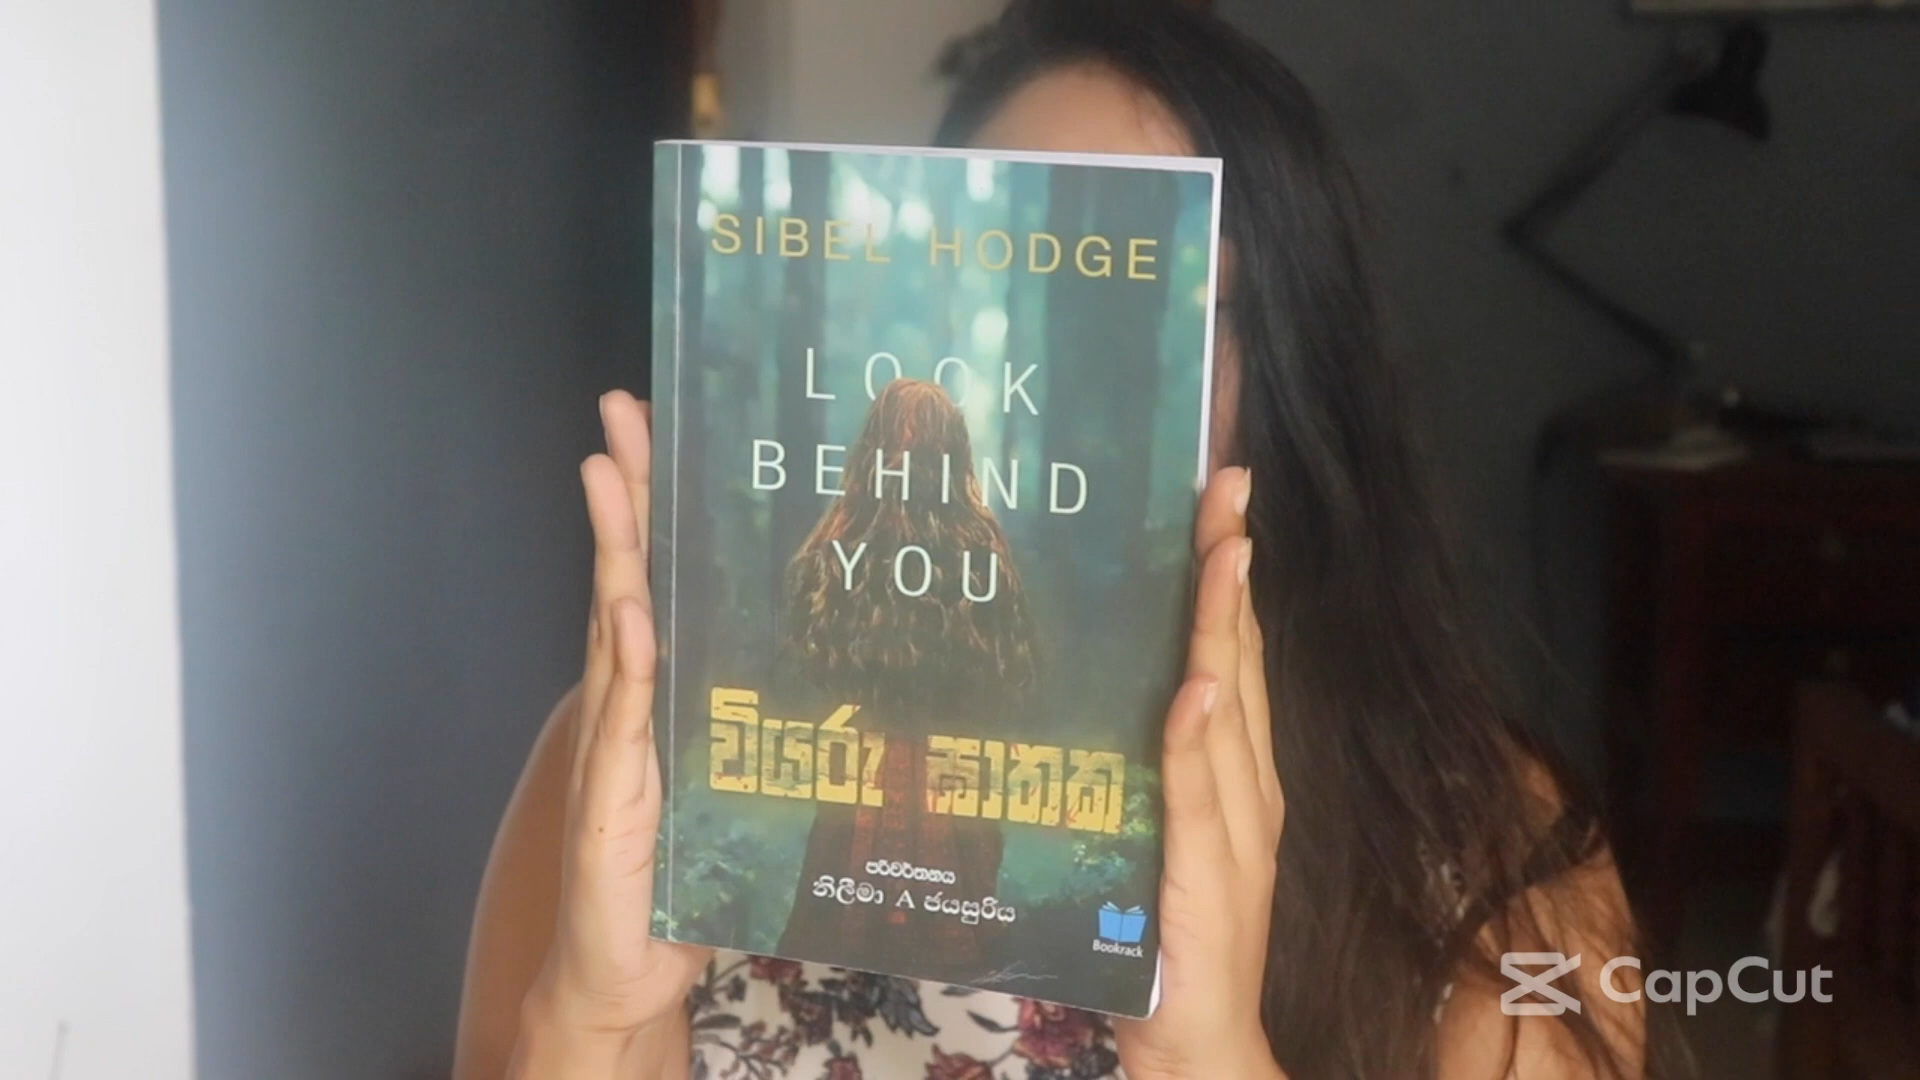 SIBEL HODGE
LOOK
BEHIND
YOU
වියරු ඝාතක
පරිවර්තනය
නිලීමා A ජයසූරිය
Bookrack
CapCut